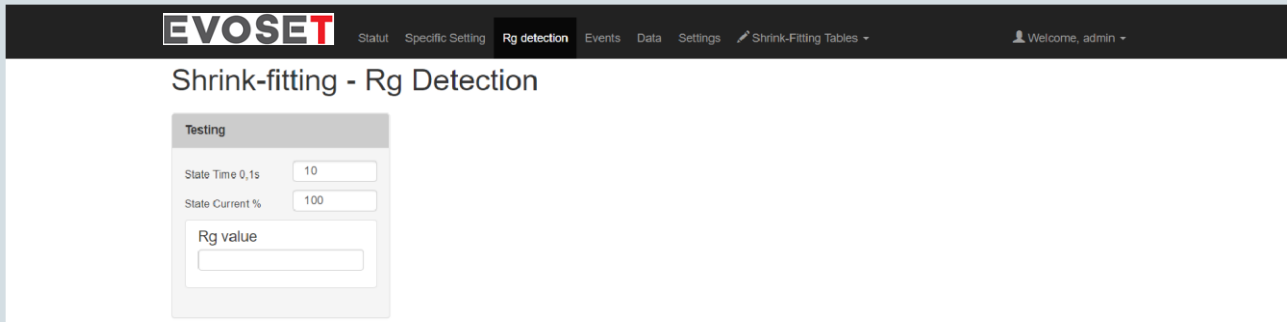 EVOSET
Statut Specific Setting Rg detection Events Data Settings Shrink-Fitting Tables Welcome, admin
Shrink-fitting - Rg Detection
Testing
State Time 0,1s 10
State Current % 100
Rg value